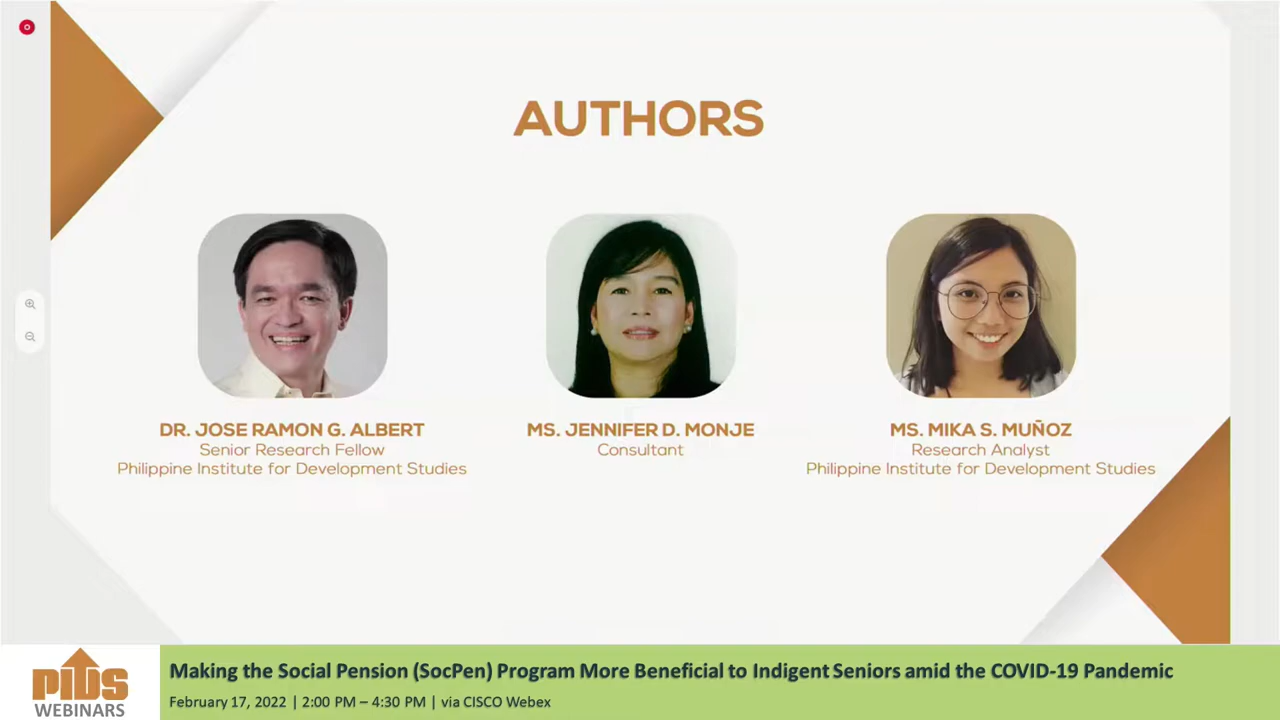 AUTHORS
DR. JOSE RAMON G. ALBERT
Senior Research Fellow
Philippine Institute for Development Studies
MS. JENNIFER D. MONJE
Consultant
MS. MIKA S. MUÑOZ
Research Analyst
Philippine Institute for Development Studies
PIDS
WEBINARS
Making the Social Pension (SocPen) Program More Beneficial to Indigent Seniors amid the COVID-19 Pandemic
February 17, 2022 | 2:00 PM – 4:30 PM | via CISCO Webex